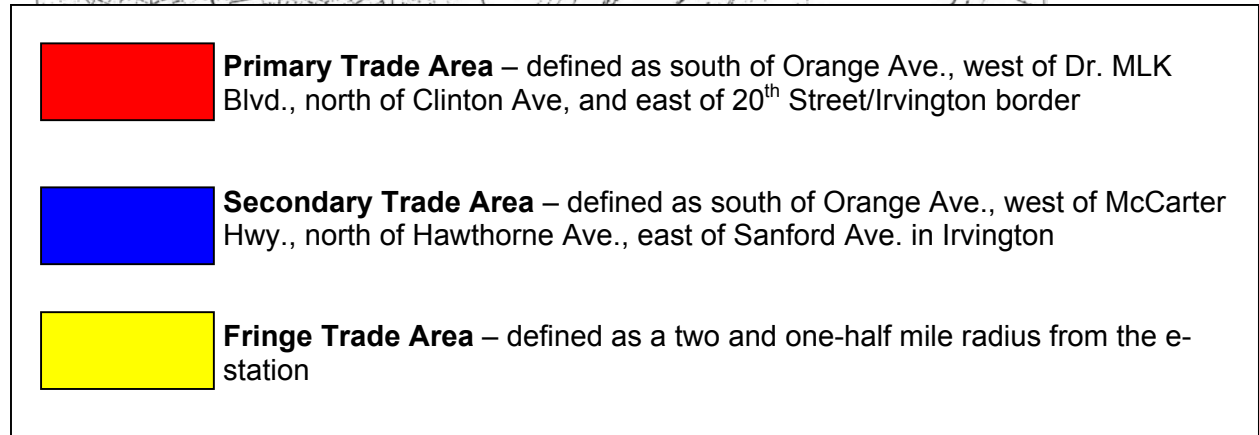 Primary Trade Area – defined as south of Orange Ave., west of Dr. MLK
Blvd., north of Clinton Ave, and east of 20th Street/Irvington border
Secondary Trade Area – defined as south of Orange Ave., west of McCarter
Hwy., north of Hawthorne Ave., east of Sanford Ave. in Irvington
Fringe Trade Area – defined as a two and one-half mile radius from the e-
station